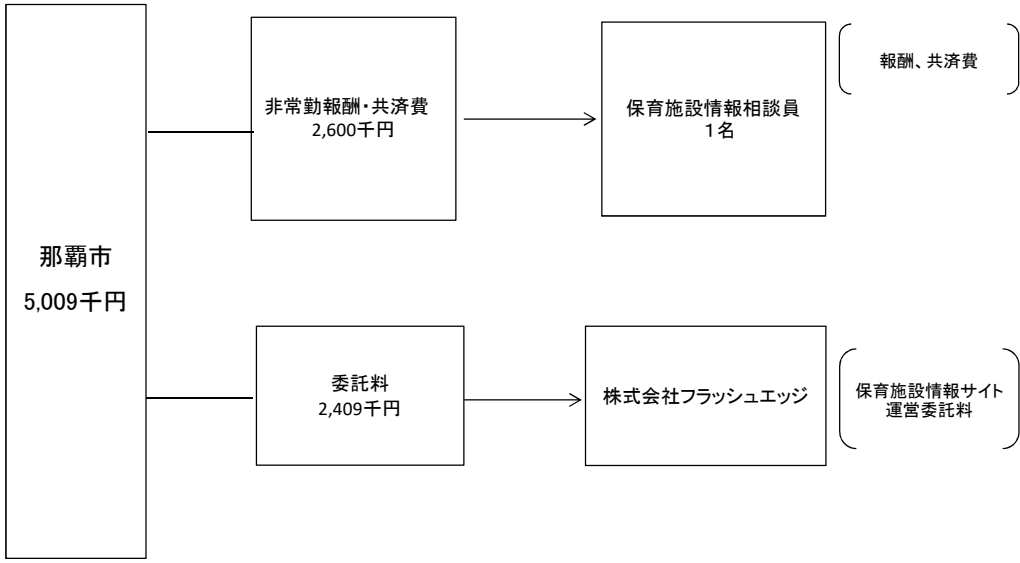 那覇市
5,009千円
非常勤報酬・共済費
2,600千円
保育施設情報相談員
１名
報酬、共済費
委託料
2,409千円
株式会社フラッシュエッジ
保育施設情報サイト
運営委託料